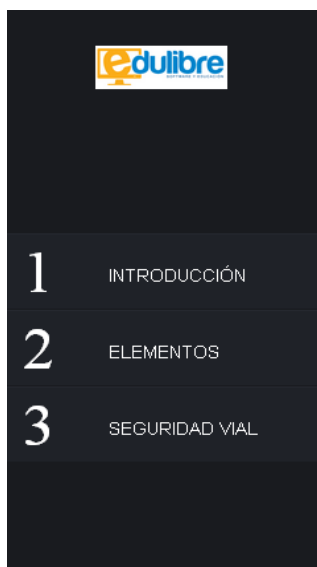 edulibre
SOFTWARE Y EDUCACIÓN
1 INTRODUCCIÓN
2 ELEMENTOS
3 SEGURIDAD VIAL